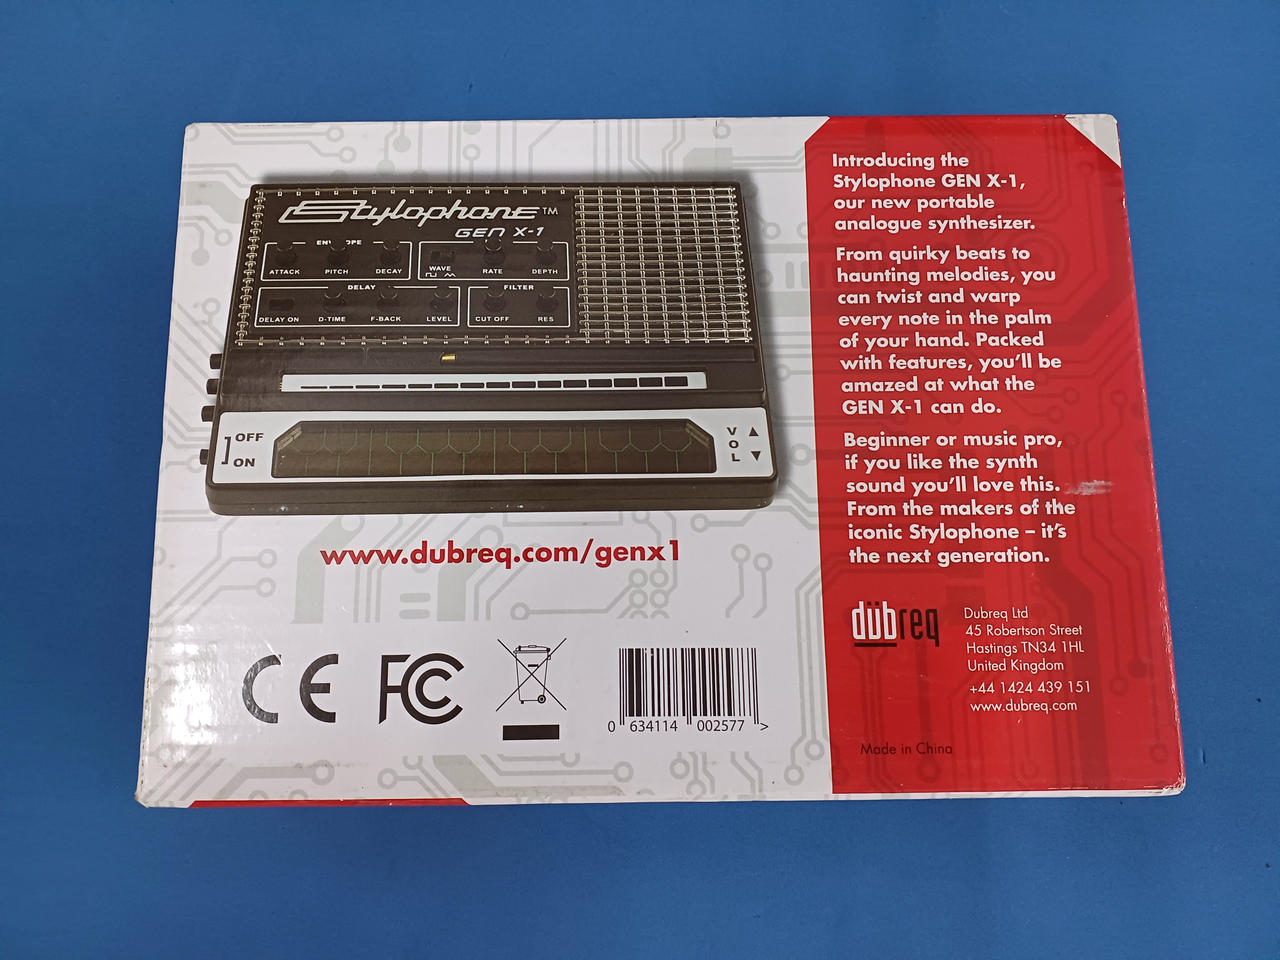 Stylophone™
GEN X-1
ENVELOPE
ATTACK PITCH DECAY
WAVE RATE DEPTH
DELAY
DELAY ON D-TIME F-BACK LEVEL
FILTER
CUT OFF RES
OFF
ON
VOL
www.dubreq.com/genx1
CE FC
0 634114 002577 >
Introducing the
Stylophone GEN X-1,
our new portable
analogue synthesizer.
From quirky beats to
haunting melodies, you
can twist and warp
every note in the palm
of your hand. Packed
with features, you'll be
amazed at what the
GEN X-1 can do.
Beginner or music pro,
if you like the synth
sound you'll love this.
From the makers of the
iconic Stylophone – it's
the next generation.
dübreq
Dubreq Ltd
45 Robertson Street
Hastings TN34 1HL
United Kingdom
+44 1424 439 151
www.dubreq.com
Made in China